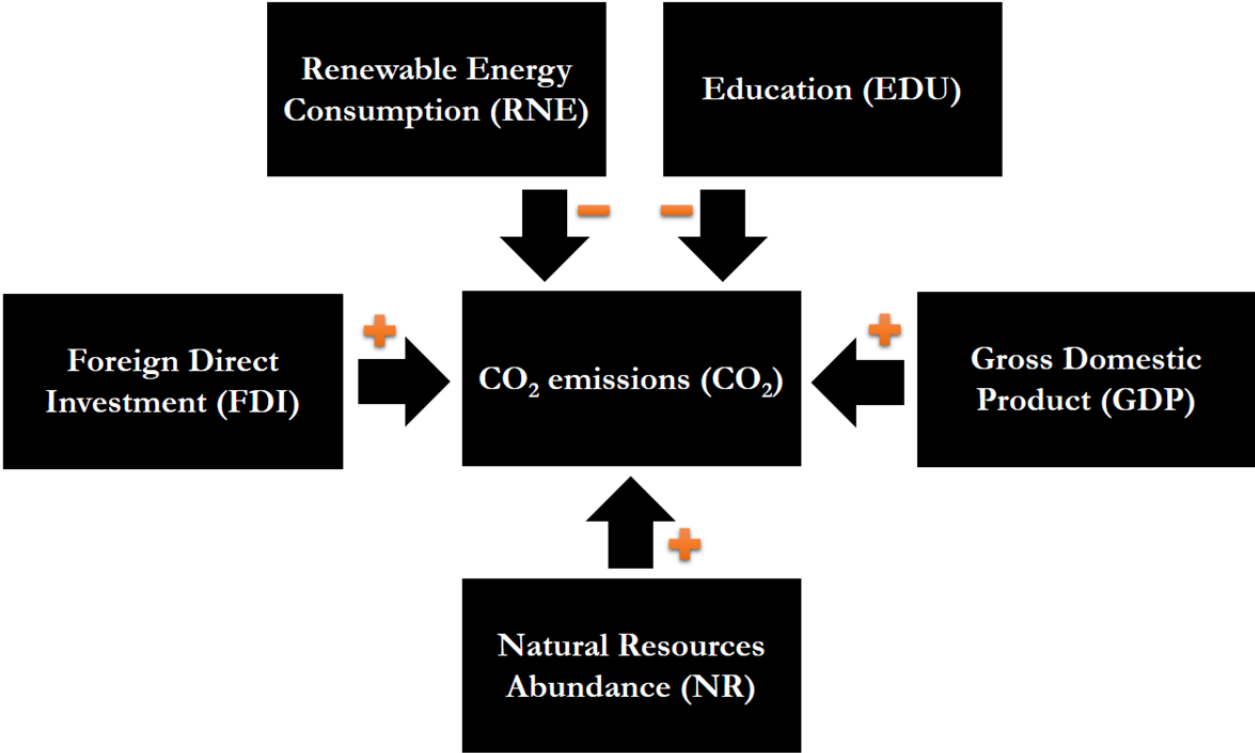 Renewable Energy
Consumption (RNE)
Education (EDU)
−
−
Foreign Direct
Investment (FDI)
+
CO₂ emissions (CO₂)
+
Gross Domestic
Product (GDP)
+
Natural Resources
Abundance (NR)